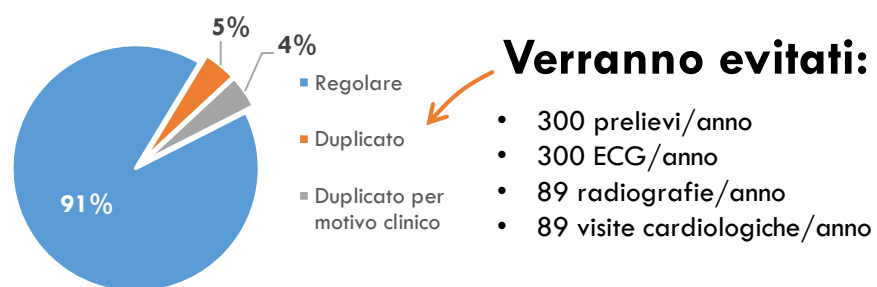 5%
4%
91%
Regolare
Duplicato
Duplicato per
motivo clinico
Verranno evitati:
• 300 prelievi/anno
• 300 ECG/anno
• 89 radiografie/anno
• 89 visite cardiologiche/anno